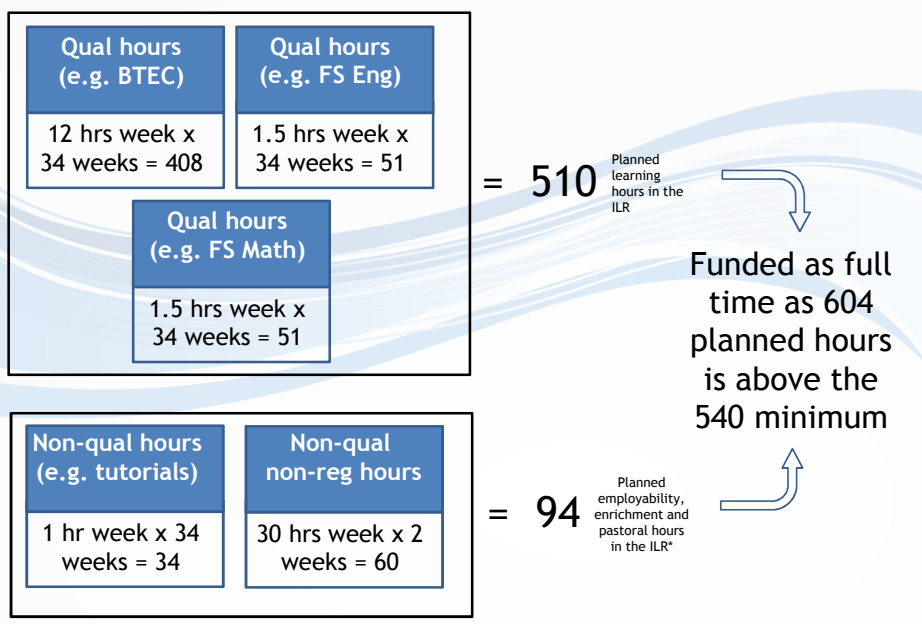 Qual hours
(e.g. BTEC)
12 hrs week x
34 weeks = 408
Qual hours
(e.g. FS Eng)
1.5 hrs week x
34 weeks = 51
Qual hours
(e.g. FS Math)
1.5 hrs week x
34 weeks = 51
= 510
Planned
learning
hours in the
ILR
Funded as full
time as 604
planned hours
is above the
540 minimum
Non-qual hours
(e.g. tutorials)
1 hr week x 34
weeks = 34
Non-qual
non-reg hours
30 hrs week x 2
weeks = 60
= 94
Planned
employability,
enrichment and
pastoral hours
in the ILR*